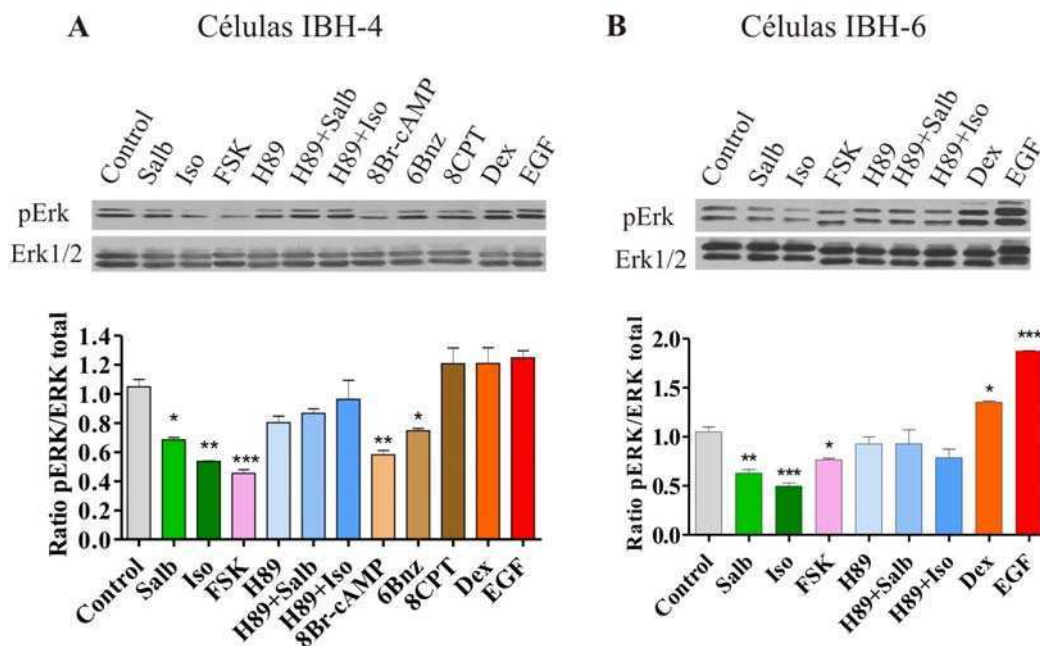 A Células IBH-4
Control Salb Iso FSK H89 H89+Salb H89+Iso 8Br-cAMP 6Bnz 8CPT Dex EGF
pErk
Erk1/2
Ratio pERK/ERK total
1.4
1.2
1.0
0.8
0.6
0.4
0.2
0.0
* ** *** ** *
Control Salb Iso FSK H89 H89+Salb H89+Iso 8Br-cAMP 6Bnz 8CPT Dex EGF
B Células IBH-6
Control Salb Iso FSK H89 H89+Salb H89+Iso Dex EGF
pErk
Erk1/2
Ratio pERK/ERK total
2.0
1.5
1.0
0.5
0.0
** *** * * ***
Control Salb Iso FSK H89 H89+Salb H89+Iso Dex EGF